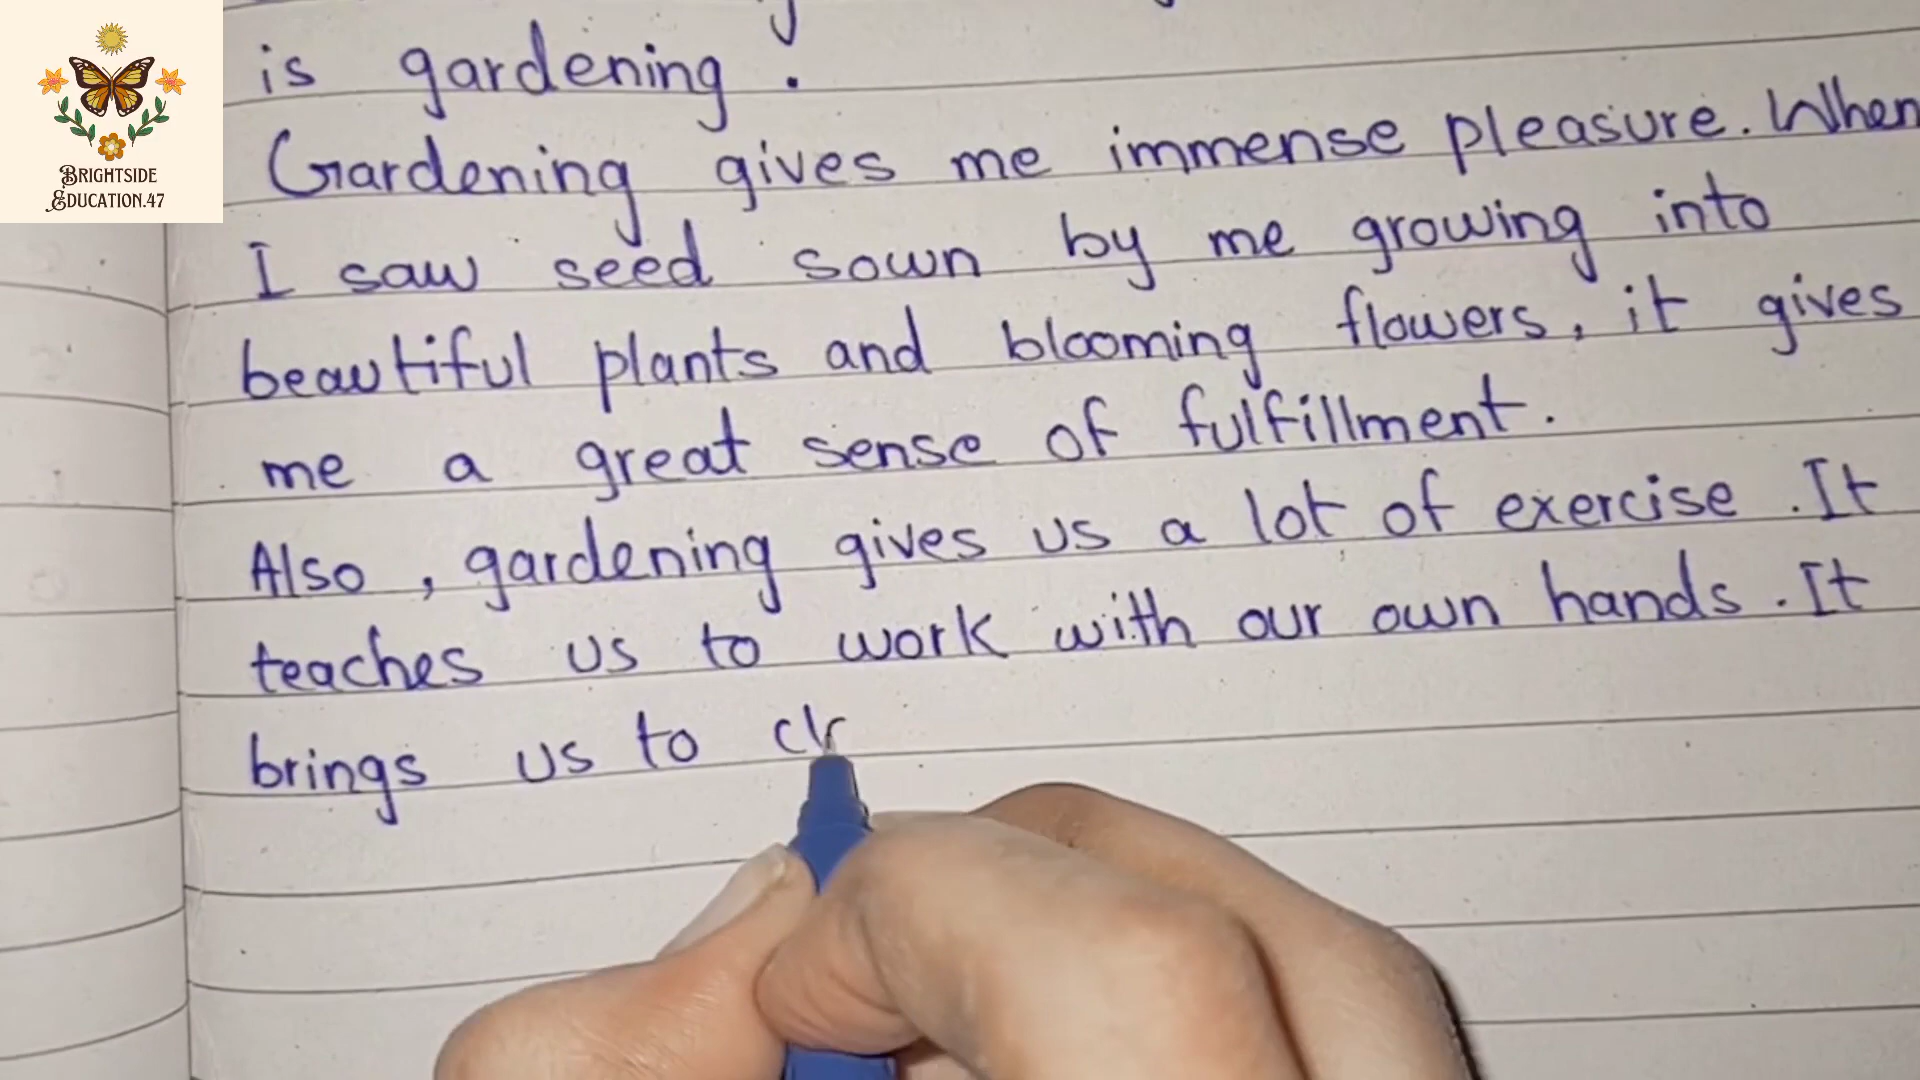 BRIGHTSIDE
EDUCATION.47
is gardening.
Gardening gives me immense pleasure. When
I saw seed sown by me growing into
beautiful plants and blooming flowers, it gives
me a great sense of fulfillment.
Also, gardening gives us a lot of exercise. It
teaches us to work with our own hands. It
brings us to